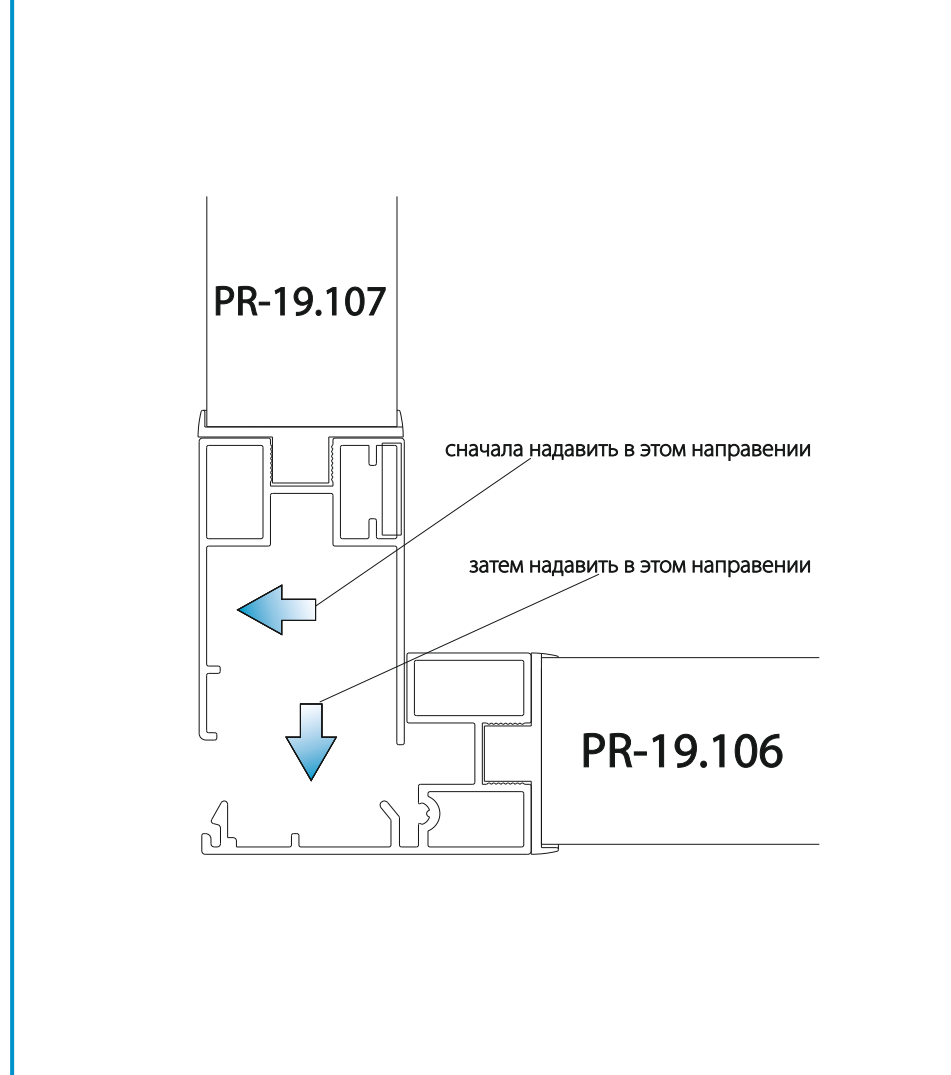 PR-19.107
сначала надавить в этом направении
затем надавить в этом направении
PR-19.106